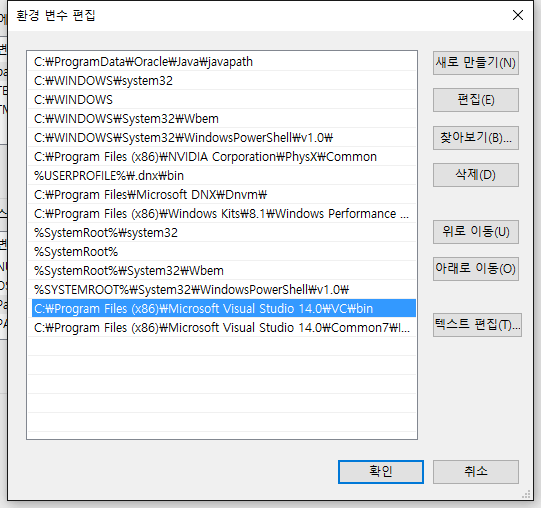 환경 변수 편집
C:₩ProgramData₩Oracle₩Java₩javapath
C:₩WINDOWS₩system32
C:₩WINDOWS
C:₩WINDOWS₩System32₩Wbem
C:₩WINDOWS₩System32₩WindowsPowerShell₩v1.0₩
C:₩Program Files (x86)₩NVIDIA Corporation₩PhysX₩Common
%USERPROFILE%₩.dnx₩bin
C:₩Program Files₩Microsoft DNX₩Dnvm₩
C:₩Program Files (x86)₩Windows Kits₩8.1₩Windows Performance ...
%SystemRoot%₩system32
%SystemRoot%
%SystemRoot%₩System32₩Wbem
%SYSTEMROOT%₩System32₩WindowsPowerShell₩v1.0₩
C:₩Program Files (x86)₩Microsoft Visual Studio 14.0₩VC₩bin
C:₩Program Files (x86)₩Microsoft Visual Studio 14.0₩Common7₩I...
새로 만들기(N)
편집(E)
찾아보기(B)...
삭제(D)
위로 이동(U)
아래로 이동(O)
텍스트 편집(T)...
확인
취소